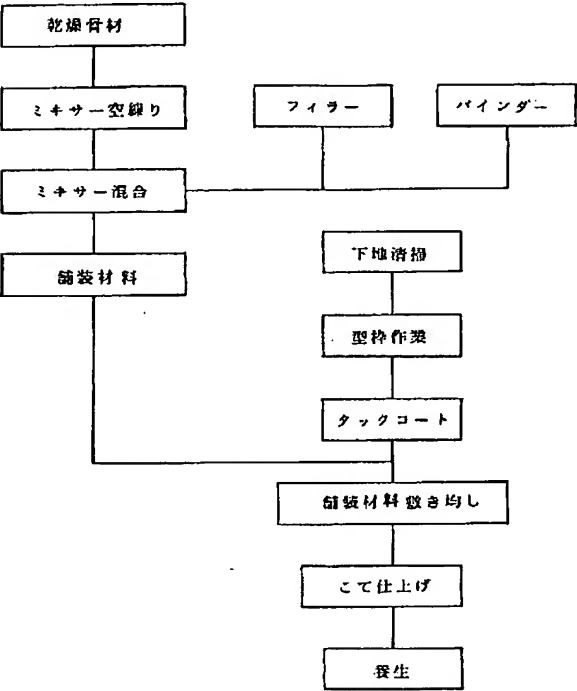 乾燥骨材
ミキサー空練り
フィラー
バインダー
ミキサー混合
舗装材料
下地清掃
型枠作業
タックコート
舗装材料敷き均し
こて仕上げ
養生